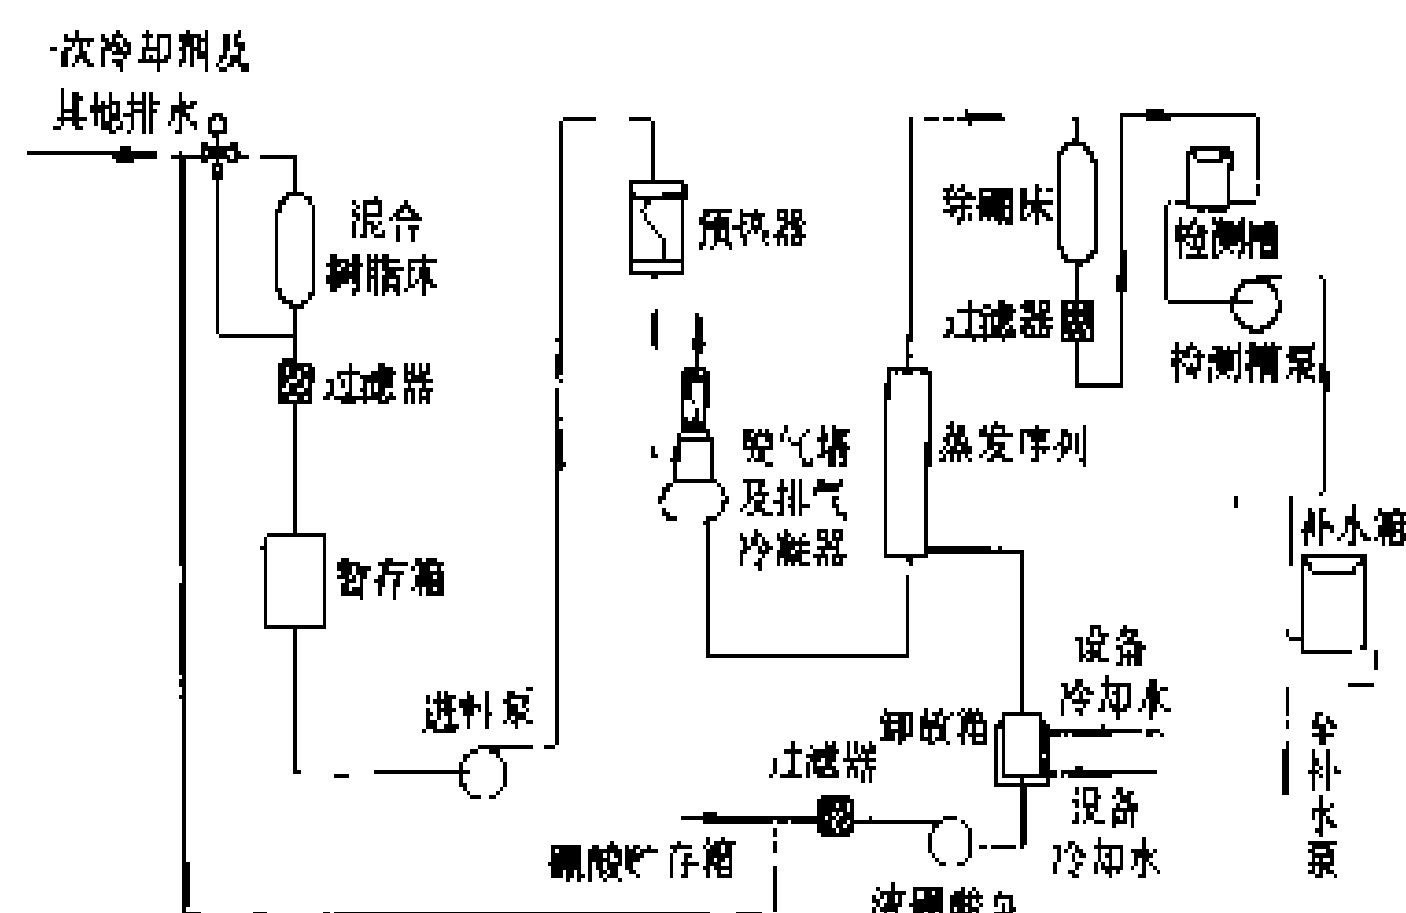 一次冷却剂及
其他排水
混合
树脂床
过滤器
暂存箱
进料泵
预热器
脱气塔
及排气
冷凝器
除硼床
过滤器
蒸发序列
检测槽
检测槽泵
补水箱
设备
冷却水
卸放箱
过滤器
设备
冷却水
硼酸贮存箱
补
水
泵